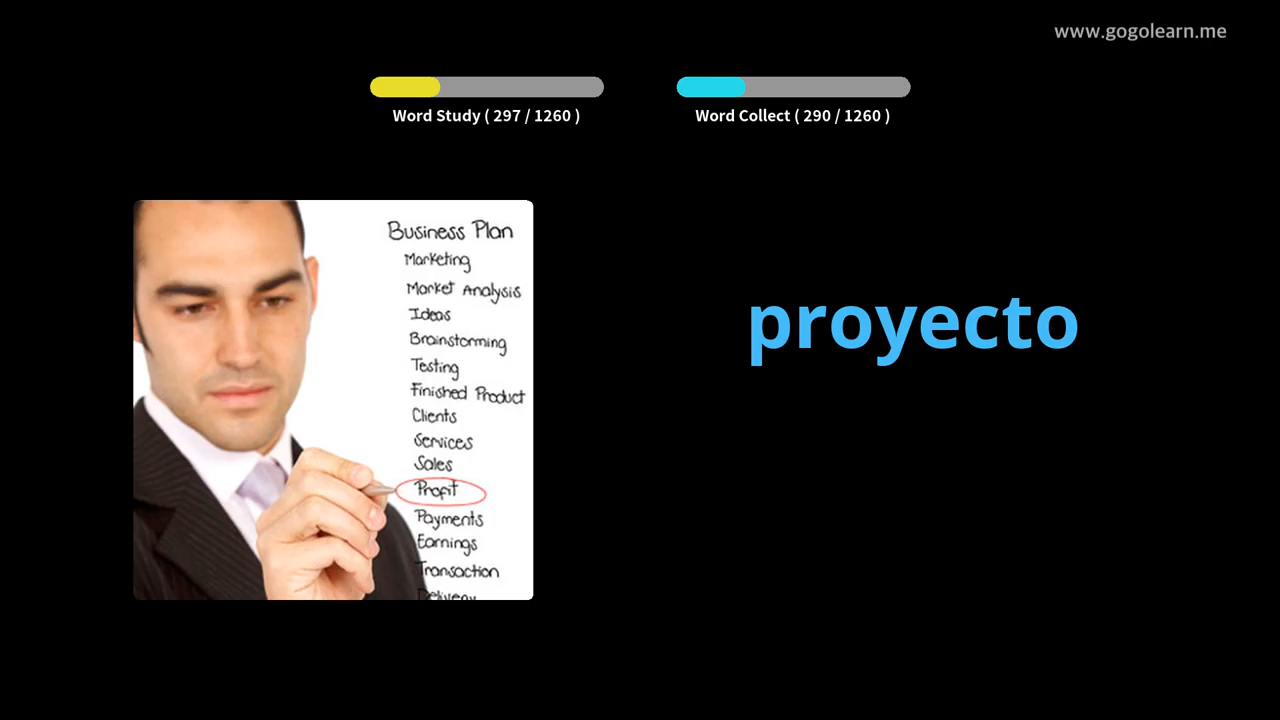 www.gogolearn.me
Word Study ( 297 / 1260 )
Word Collect ( 290 / 1260 )
Business Plan
Marketing
Market Analysis
Ideas
Brainstorming
Testing
Finished Product
Clients
Services
Sales
Profit
Payments
Earnings
Transaction
Delivery
proyecto